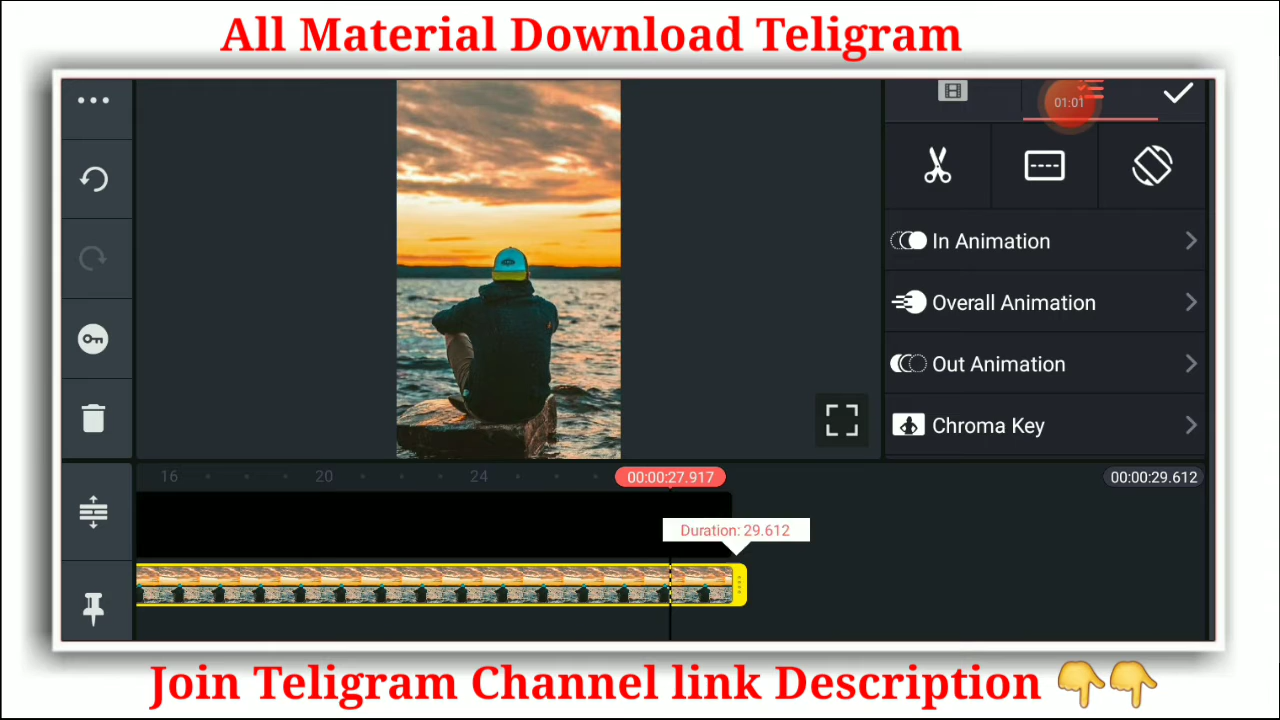 All Material Download Teligram
01:01
In Animation
Overall Animation
Out Animation
Chroma Key
16 20 24 00:00:27.917 00:00:29.612
Duration: 29.612
Join Teligram Channel link Description 👇👇